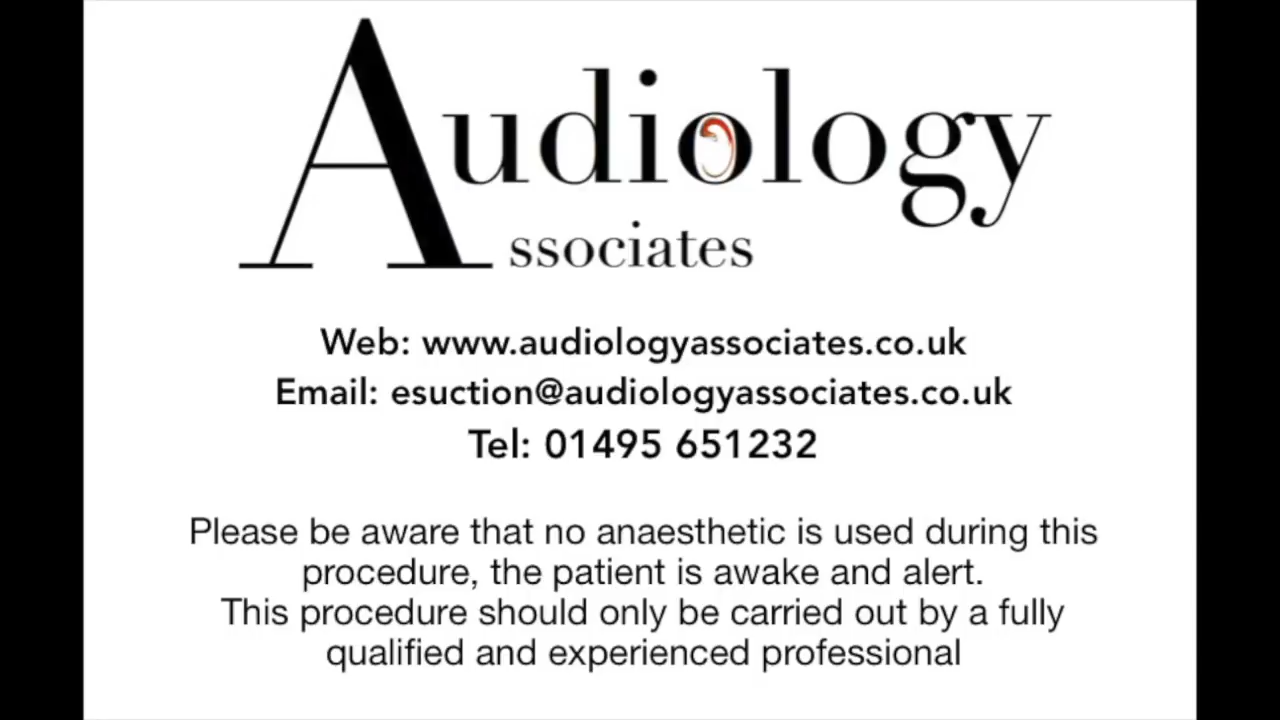 Audiology
Associates
Web: www.audiologyassociates.co.uk
Email: esuction@audiologyassociates.co.uk
Tel: 01495 651232
Please be aware that no anaesthetic is used during this
procedure, the patient is awake and alert.
This procedure should only be carried out by a fully
qualified and experienced professional